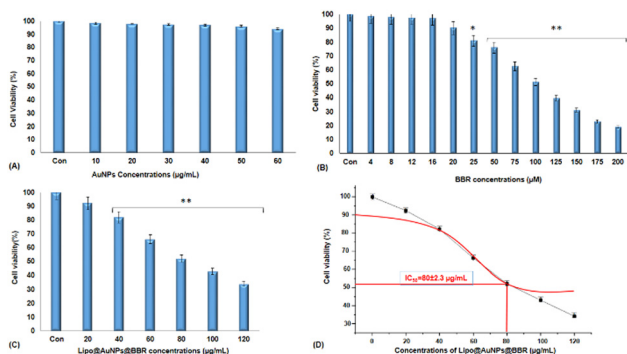 100
90
80
70
60
50
40
30
20
10
0
Cell viability (%)
Con 10 20 30 40 50 60
(A)
AuNPs Concentrations (µg/mL)
100
90
80
70
60
50
40
30
20
10
0
Cell viability (%)
* **
Con 4 8 12 16 20 25 50 75 100 125 150 175 200
(B)
BBR concentrations (µM)
100
90
80
70
60
50
40
30
20
10
0
Cell viability(%)
**
Con 20 40 60 80 100 120
(C)
Lipo@AuNPs@BBR concentrations (µg/mL)
100
90
80
70
60
50
40
30
Cell viability (%)
IC50=80±2.3 µg/mL
0 20 40 60 80 100 120
(D)
Concentrations of Lipo@AuNPs@BBR (µg/mL)